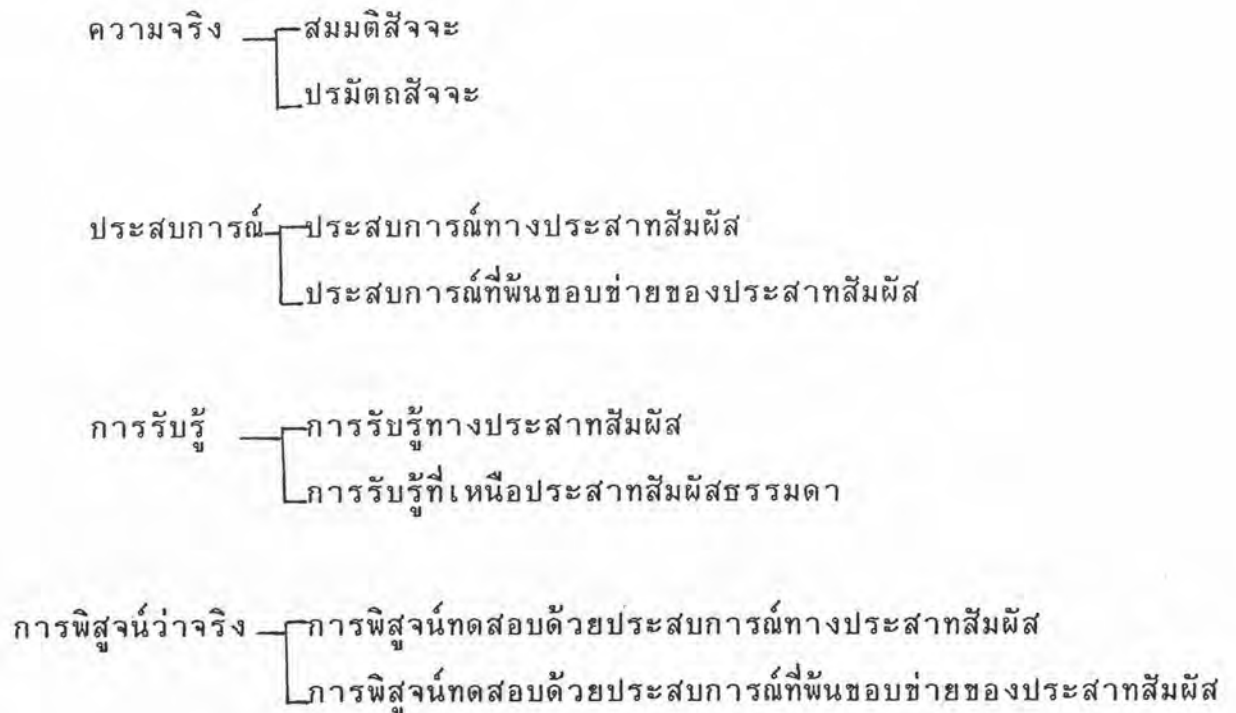 ความจริง สมมติสัจจะ
ปรมัตถสัจจะ
ประสบการณ์ ประสบการณ์ทางประสาทสัมผัส
ประสบการณ์ที่พ้นขอบข่ายของประสาทสัมผัส
การรับรู้ การรับรู้ทางประสาทสัมผัส
การรับรู้ที่เหนือประสาทสัมผัสธรรมดา
การพิสูจน์ว่าจริง การพิสูจน์ทดสอบด้วยประสบการณ์ทางประสาทสัมผัส
การพิสูจน์ทดสอบด้วยประสบการณ์ที่พ้นขอบข่ายของประสาทสัมผัส